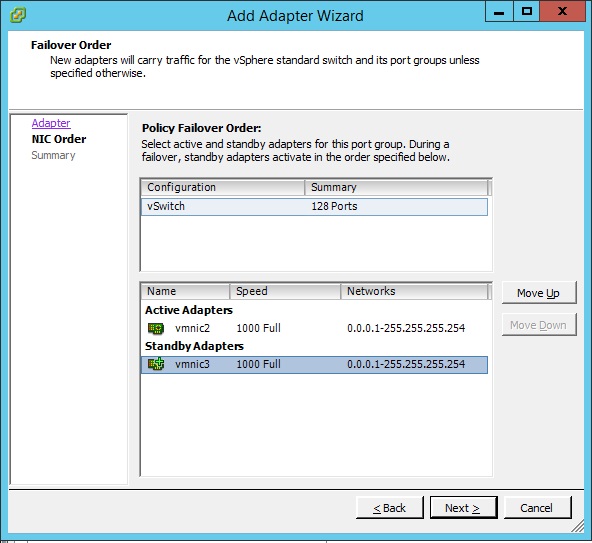 Add Adapter Wizard
Failover Order
New adapters will carry traffic for the vSphere standard switch and its port groups unless
specified otherwise.
Adapter
NIC Order
Summary
Policy Failover Order:
Select active and standby adapters for this port group. During a
failover, standby adapters activate in the order specified below.
Configuration Summary
vSwitch 128 Ports
Name Speed Networks
Active Adapters
vmnic2 1000 Full 0.0.0.1-255.255.255.254
Standby Adapters
vmnic3 1000 Full 0.0.0.1-255.255.255.254
Move Up
Move Down
< Back Next > Cancel